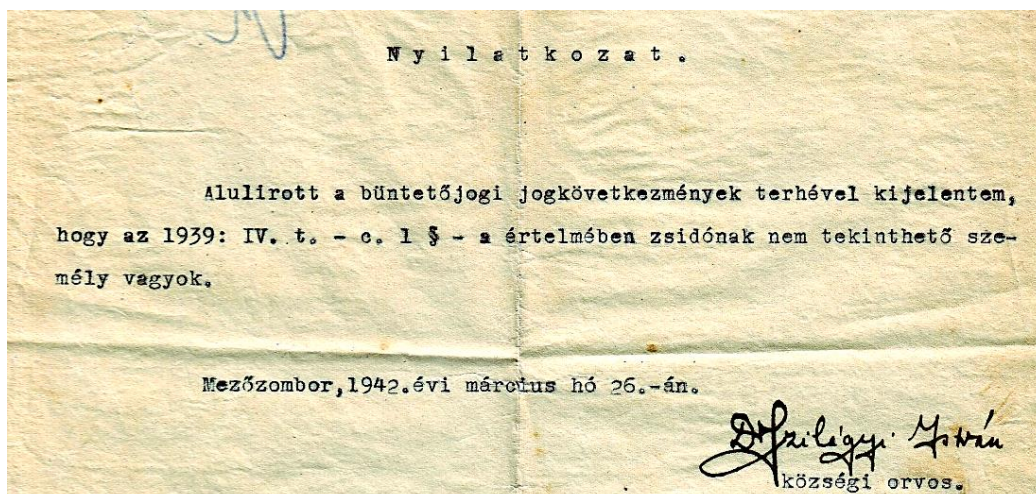 Nyilatkozat.
Alulirott a büntetőjogi jogkövetkezmények terhével kijelentem,
hogy az 1939: IV. t. - c. 1 § - a értelmében zsidónak nem tekinthető sze-
mély vagyok.
Mezőzombor,1942.évi március hó 26.-án.
Dr Szilágyi István
községi orvos.